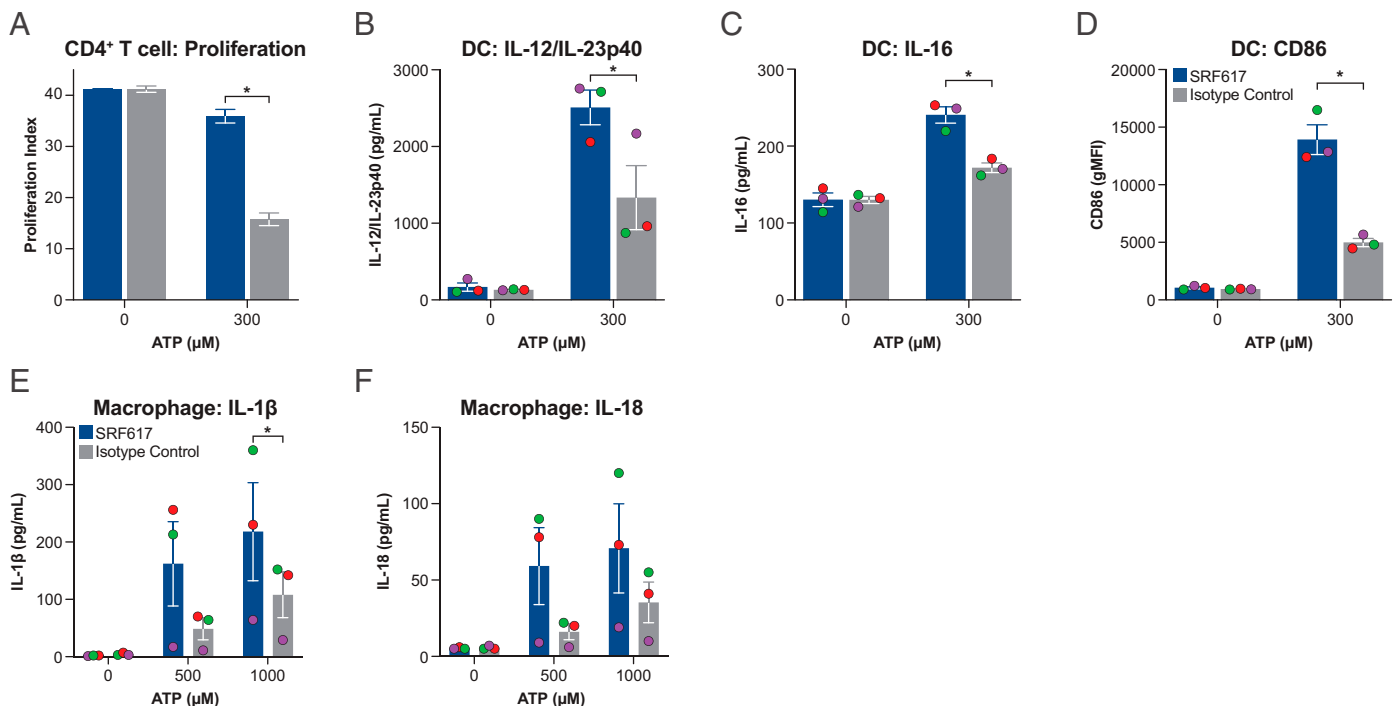 A
CD4⁺ T cell: Proliferation
Proliferation Index
40
30
20
10
0
*
0
300
ATP (µM)
B
DC: IL-12/IL-23p40
IL-12/IL-23p40 (pg/mL)
3000
2000
1000
0
*
0
300
ATP (µM)
C
DC: IL-16
IL-16 (pg/mL)
300
200
100
0
*
0
300
ATP (µM)
D
DC: CD86
SRF617
Isotype Control
CD86 (gMFI)
20000
15000
10000
5000
0
*
0
300
ATP (µM)
E
Macrophage: IL-1β
SRF617
Isotype Control
IL-1β (pg/mL)
400
300
200
100
0
*
0
500
1000
ATP (µM)
F
Macrophage: IL-18
IL-18 (pg/mL)
150
100
50
0
0
500
1000
ATP (µM)